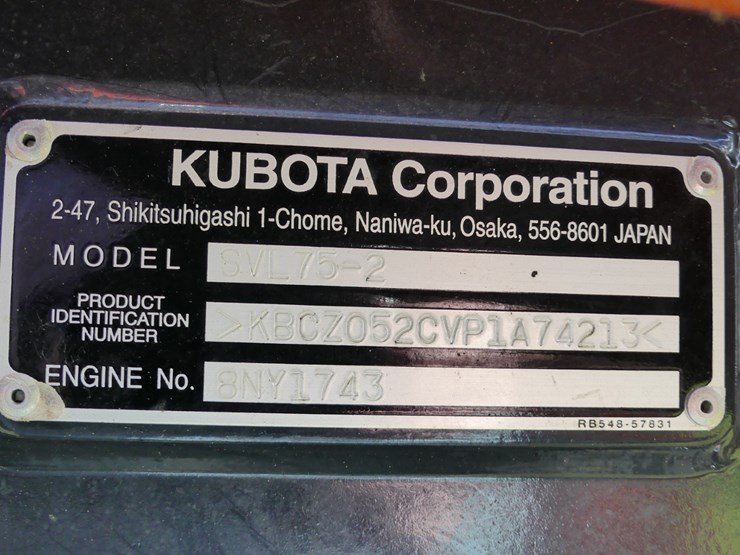 KUBOTA Corporation
2-47, Shikitsuhigashi 1-Chome, Naniwa-ku, Osaka, 556-8601 JAPAN
MODEL SVL75-2
PRODUCT
IDENTIFICATION
NUMBER >KBCZ052CVP1A74213<
ENGINE No. 8NY1743
RB548-57831